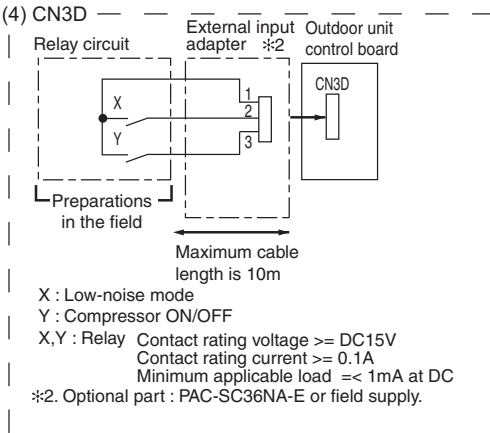 (4) CN3D
Relay circuit
External input
adapter ✻2
Outdoor unit
control board
CN3D
X
Y
1
2
3
Preparations
in the field
Maximum cable
length is 10m
X : Low-noise mode
Y : Compressor ON/OFF
X,Y : Relay Contact rating voltage >= DC15V
Contact rating current >= 0.1A
Minimum applicable load =< 1mA at DC
✻2. Optional part : PAC-SC36NA-E or field supply.